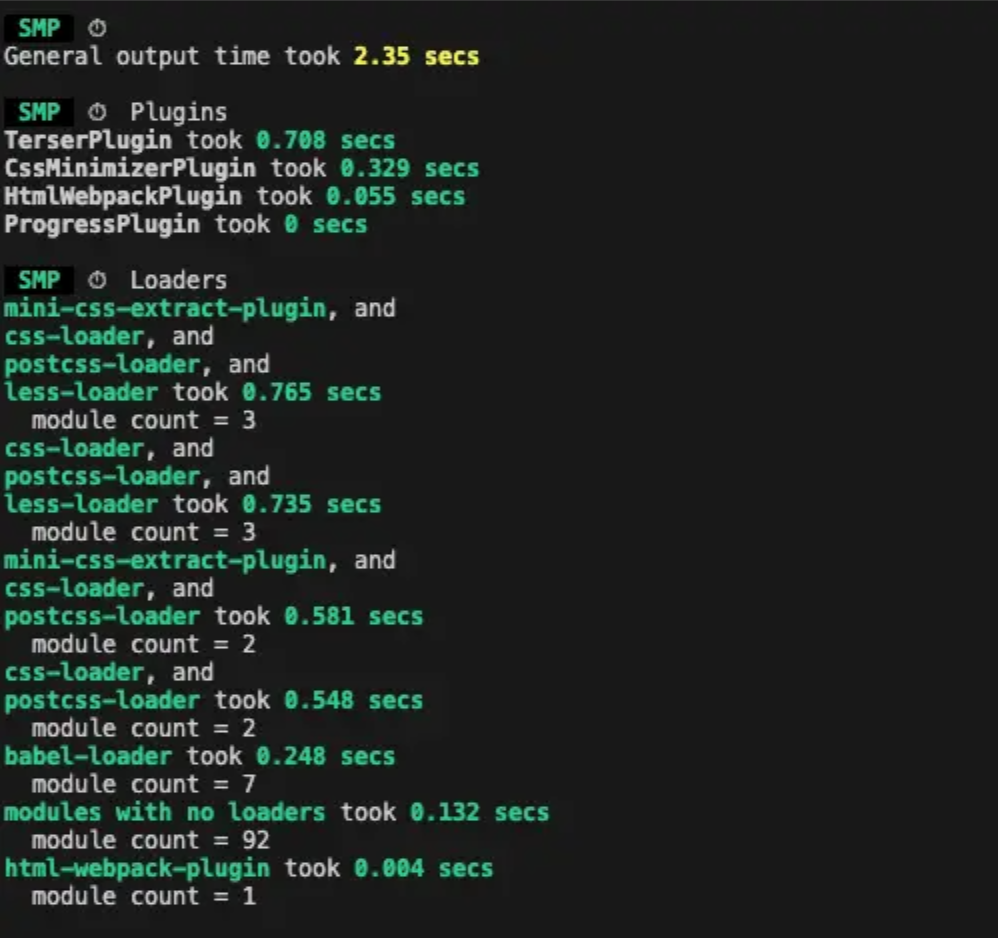 SMP ⏱
General output time took 2.35 secs
SMP ⏱ Plugins
TerserPlugin took 0.708 secs
CssMinimizerPlugin took 0.329 secs
HtmlWebpackPlugin took 0.055 secs
ProgressPlugin took 0 secs
SMP ⏱ Loaders
mini-css-extract-plugin, and
css-loader, and
postcss-loader, and
less-loader took 0.765 secs
module count = 3
css-loader, and
postcss-loader, and
less-loader took 0.735 secs
module count = 3
mini-css-extract-plugin, and
css-loader, and
postcss-loader took 0.581 secs
module count = 2
css-loader, and
postcss-loader took 0.548 secs
module count = 2
babel-loader took 0.248 secs
module count = 7
modules with no loaders took 0.132 secs
module count = 92
html-webpack-plugin took 0.004 secs
module count = 1